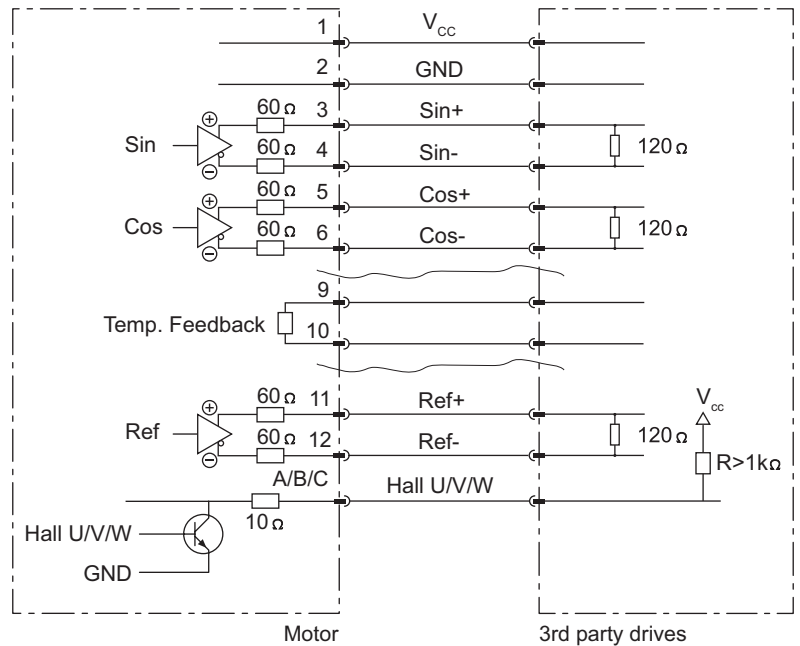 1 V_cc
2 GND
60 Ω 3 Sin+
Sin 120 Ω
60 Ω 4 Sin-
60 Ω 5 Cos+
Cos 120 Ω
60 Ω 6 Cos-
9
Temp. Feedback
10
V_cc
60 Ω 11 Ref+
Ref 120 Ω
60 Ω 12 Ref-
R>1kΩ
A/B/C Hall U/V/W
10 Ω
Hall U/V/W
GND
Motor 3rd party drives